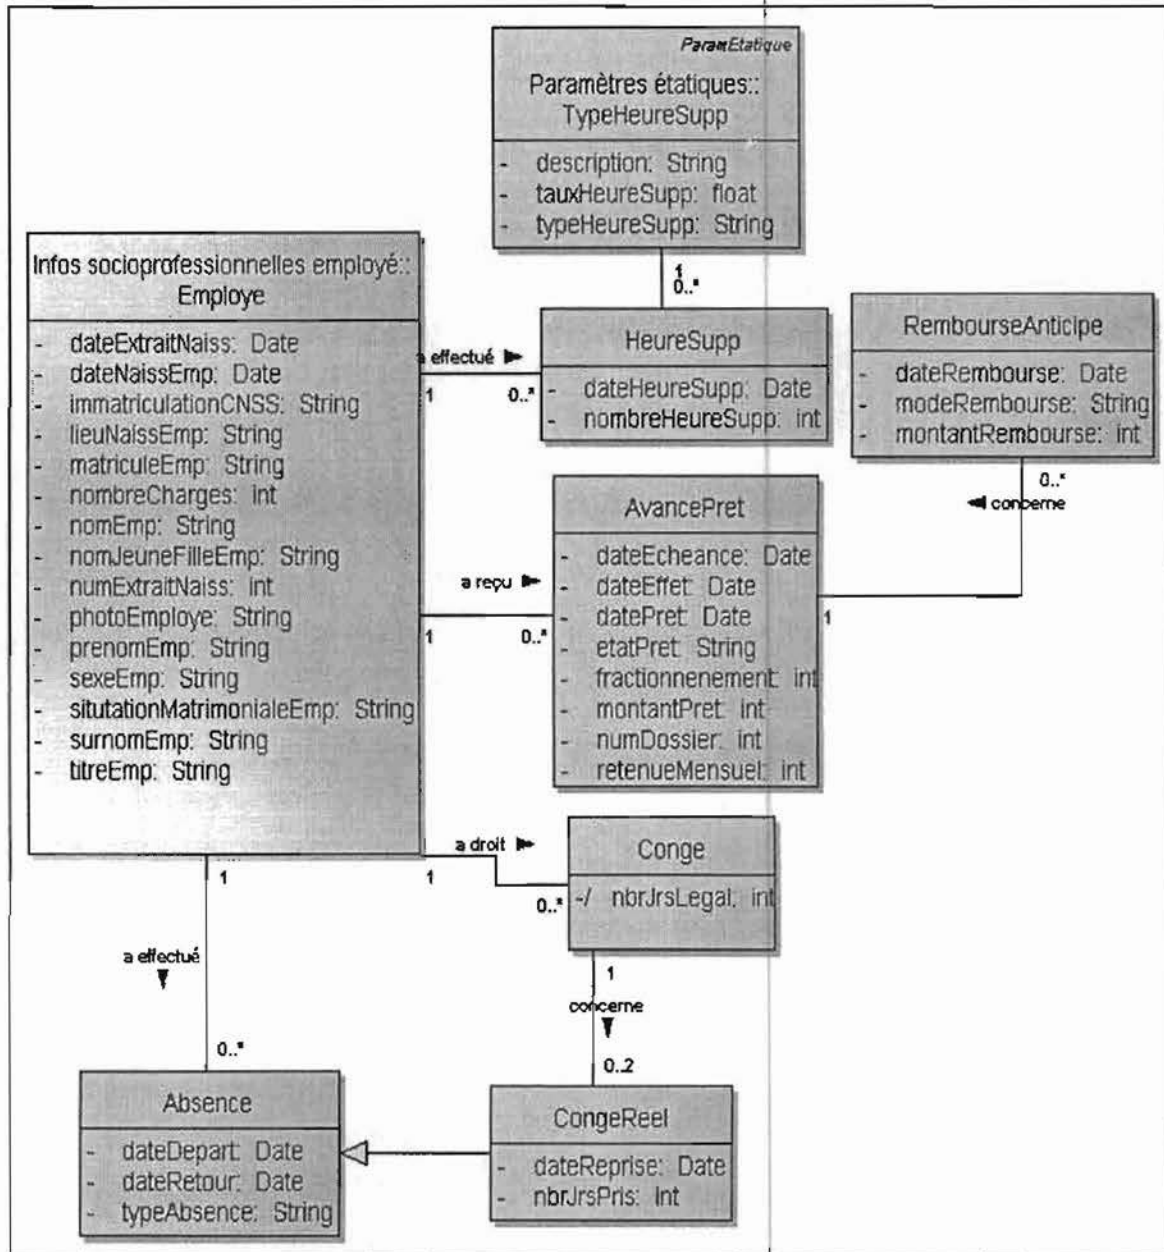 ParamEtatique
Paramètres étatiques::
TypeHeureSupp
- description: String
- tauxHeureSupp: float
- typeHeureSupp: String
1
0..*
Infos socioprofessionnelles employé::
Employe
- dateExtraitNaiss: Date
- dateNaissEmp: Date
- immatriculationCNSS: String
- lieuNaissEmp: String
- matriculeEmp: String
- nombreCharges: int
- nomEmp: String
- nomJeuneFilleEmp: String
- numExtraitNaiss: int
- photoEmploye: String
- prenomEmp: String
- sexeEmp: String
- situtationMatrimonialeEmp: String
- surnomEmp: String
- titreEmp: String
a effectué
1
0..*
HeureSupp
- dateHeureSupp: Date
- nombreHeureSupp: int
RembourseAnticipe
- dateRembourse: Date
- modeRembourse: String
- montantRembourse: int
0..*
concerne
1
AvancePret
- dateEcheance: Date
- dateEffet: Date
- datePret: Date
- etatPret: String
- fractionnenement: int
- montantPret: int
- numDossier: int
- retenueMensuel: int
a reçu
1
0..*
a droit
1
0..*
Conge
-/ nbrJrsLegal: int
1
concerne
0..2
1
a effectué
0..*
Absence
- dateDepart: Date
- dateRetour: Date
- typeAbsence: String
CongeReel
- dateReprise: Date
- nbrJrsPris: int